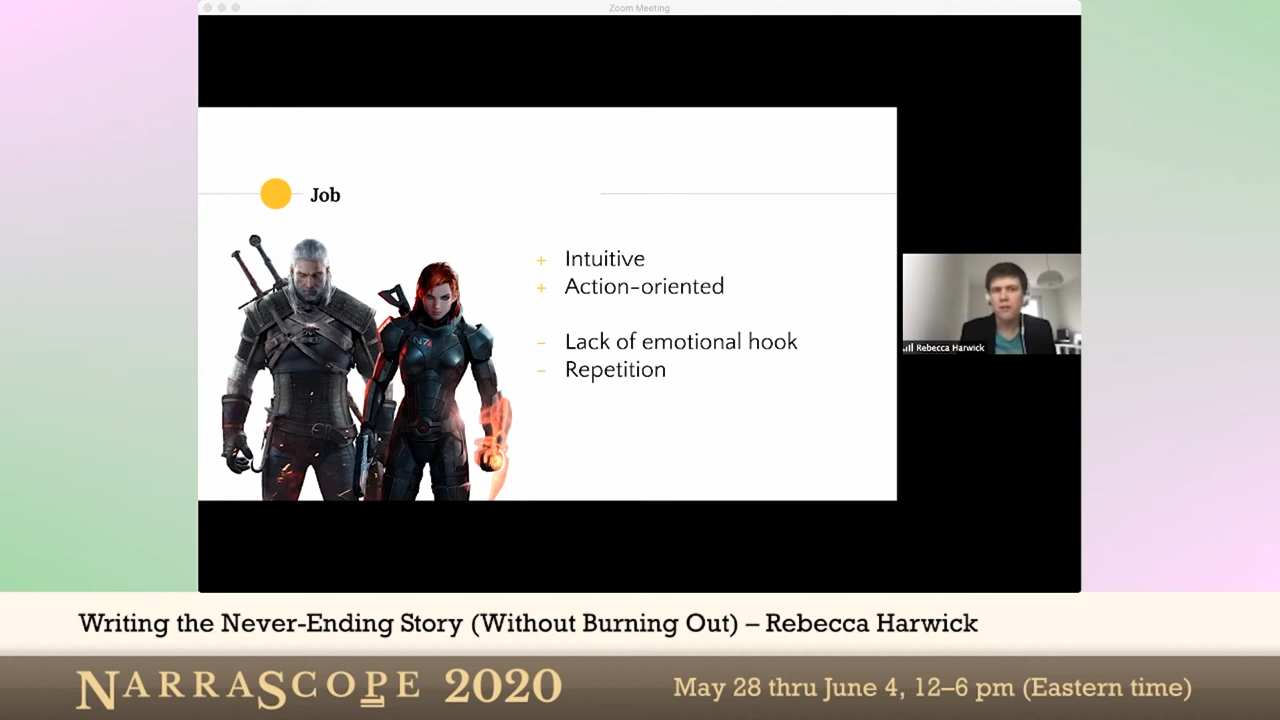 Zoom Meeting
Job
+ Intuitive
+ Action-oriented
- Lack of emotional hook
- Repetition
N7
Rebecca Harwick
Writing the Never-Ending Story (Without Burning Out) – Rebecca Harwick
NARRASCOPE 2020
May 28 thru June 4, 12–6 pm (Eastern time)